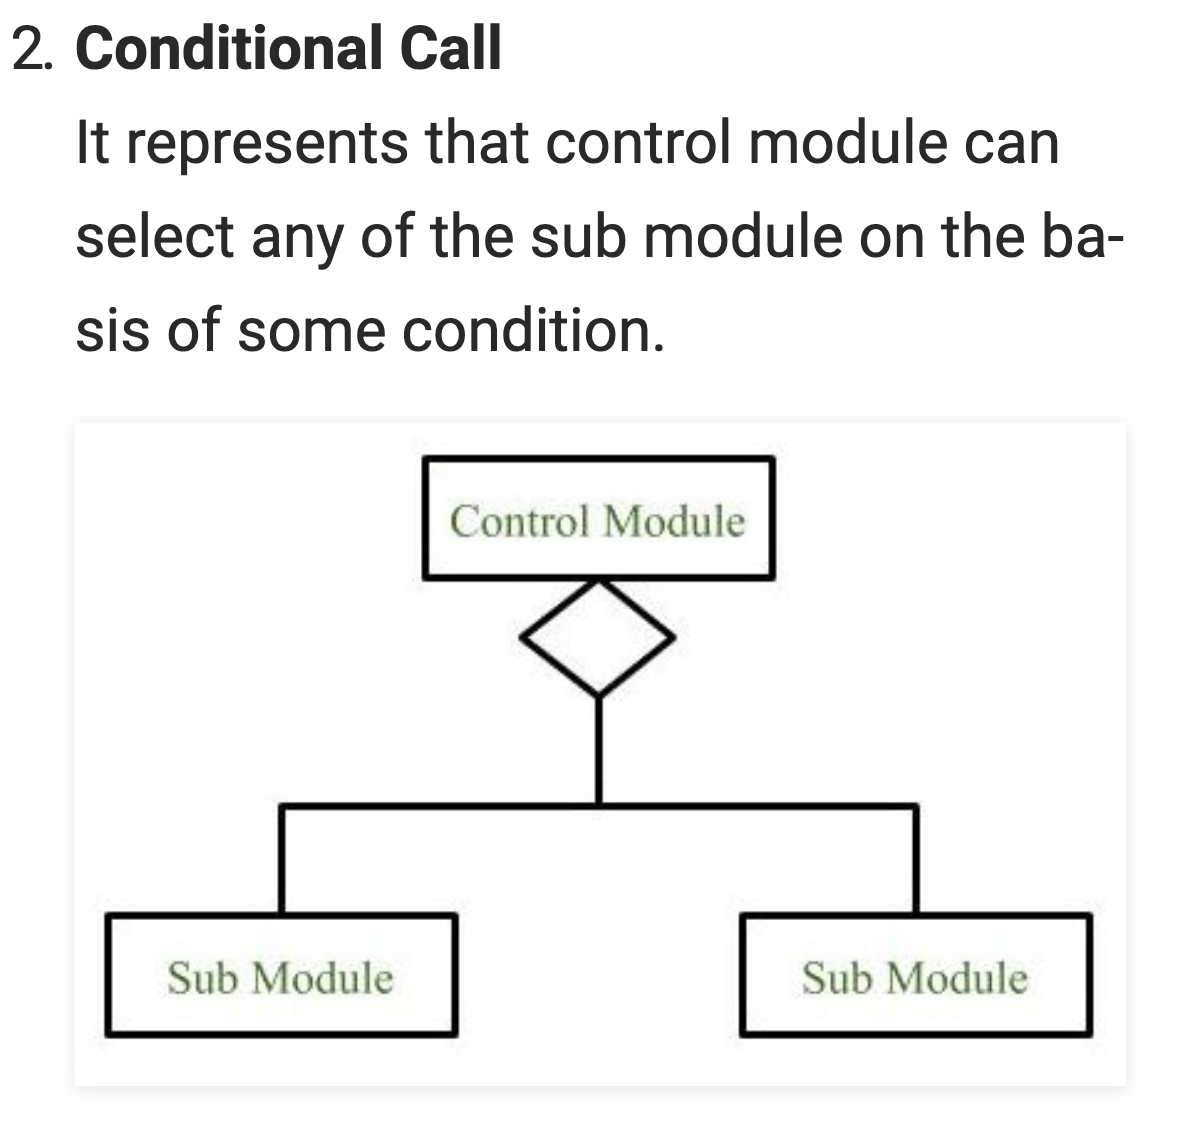 2. Conditional Call
It represents that control module can
select any of the sub module on the ba-
sis of some condition.
Control Module
Sub Module
Sub Module